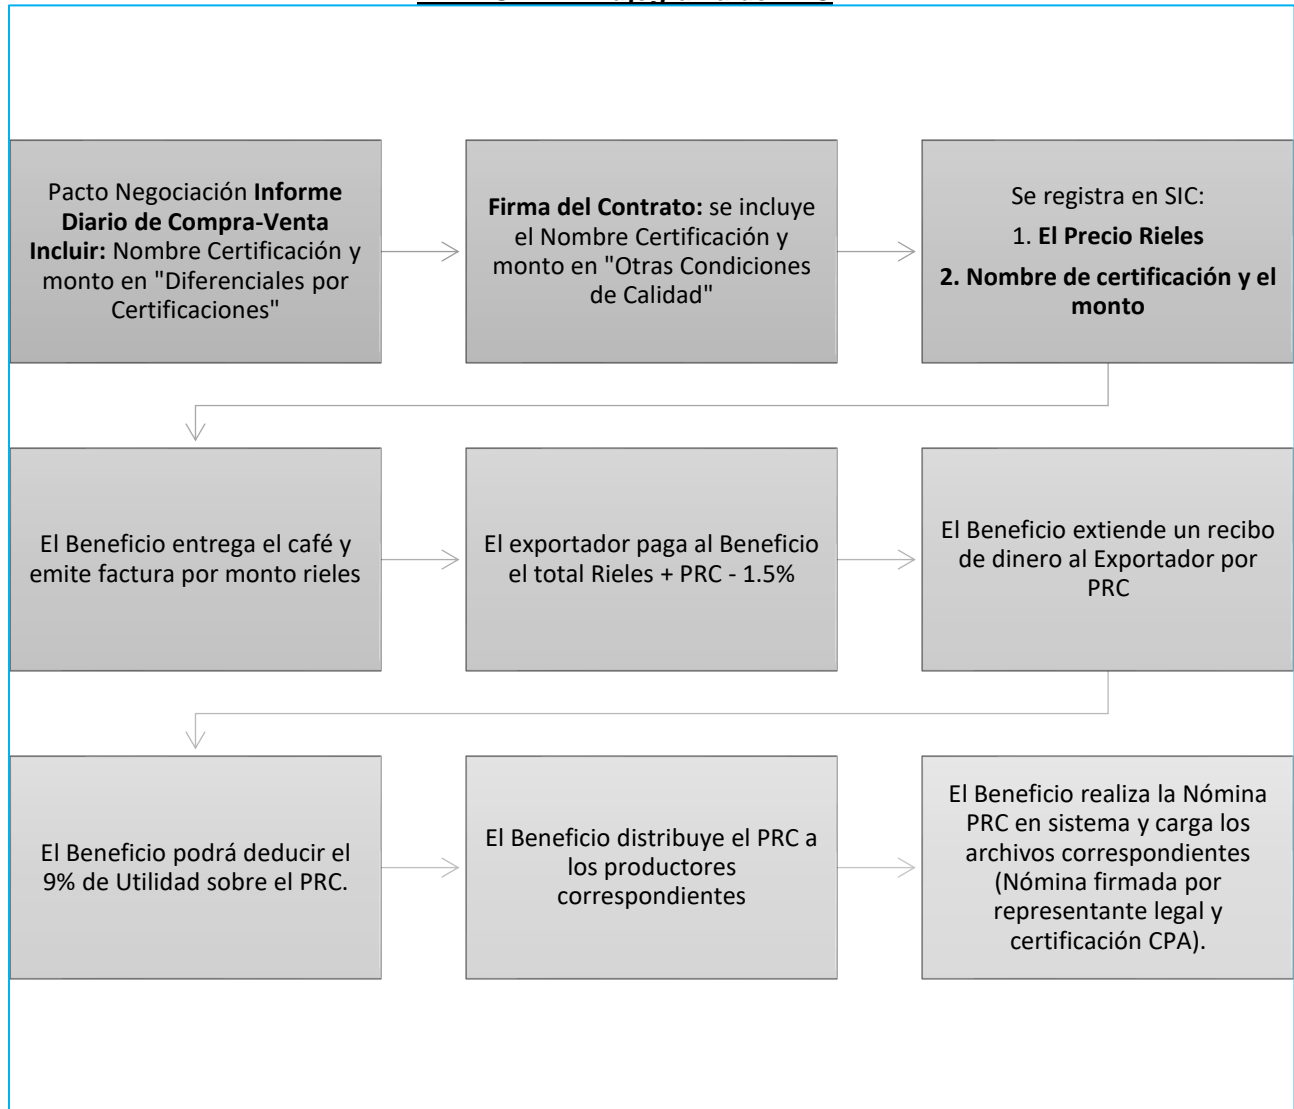 Pacto Negociación Informe
Diario de Compra-Venta
Incluir: Nombre Certificación y
monto en "Diferenciales por
Certificaciones"
Firma del Contrato: se incluye
el Nombre Certificación y
monto en "Otras Condiciones
de Calidad"
Se registra en SIC:
1. El Precio Rieles
2. Nombre de certificación y el
monto
El Beneficio entrega el café y
emite factura por monto rieles
El exportador paga al Beneficio
el total Rieles + PRC - 1.5%
El Beneficio extiende un recibo
de dinero al Exportador por
PRC
El Beneficio podrá deducir el
9% de Utilidad sobre el PRC.
El Beneficio distribuye el PRC a
los productores
correspondientes
El Beneficio realiza la Nómina
PRC en sistema y carga los
archivos correspondientes
(Nómina firmada por
representante legal y
certificación CPA).